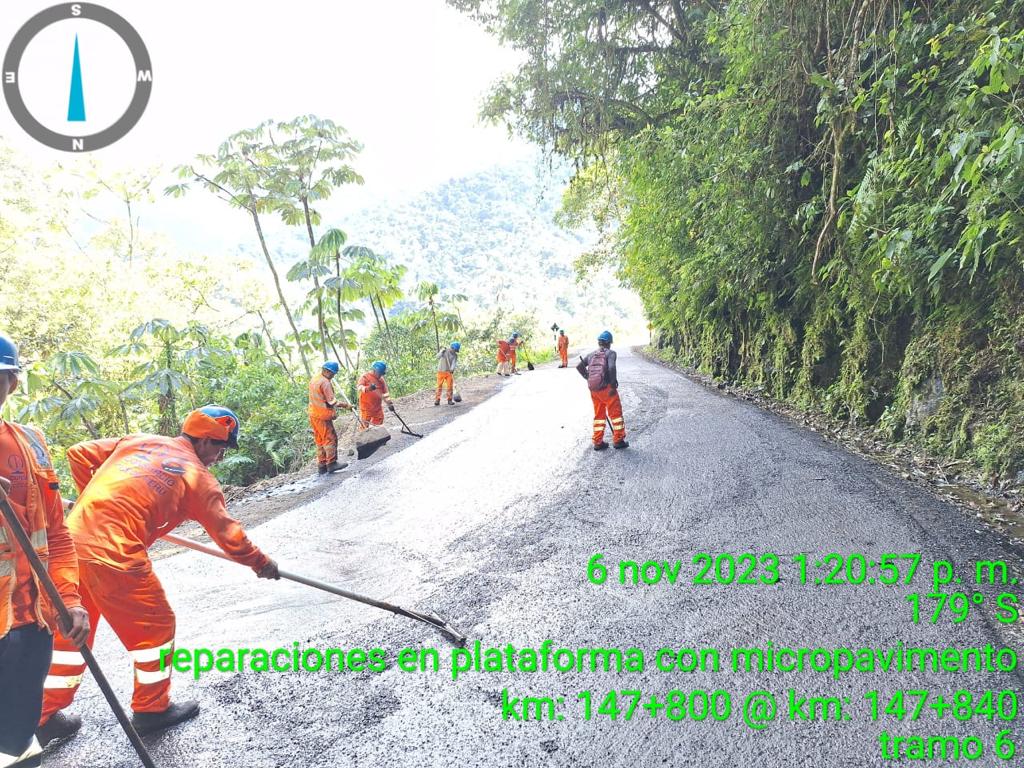 S
E
W
N
6 nov 2023 1:20:57 p. m.
179° S
reparaciones en plataforma con micropavimento
km: 147+800 @ km: 147+840
tramo 6